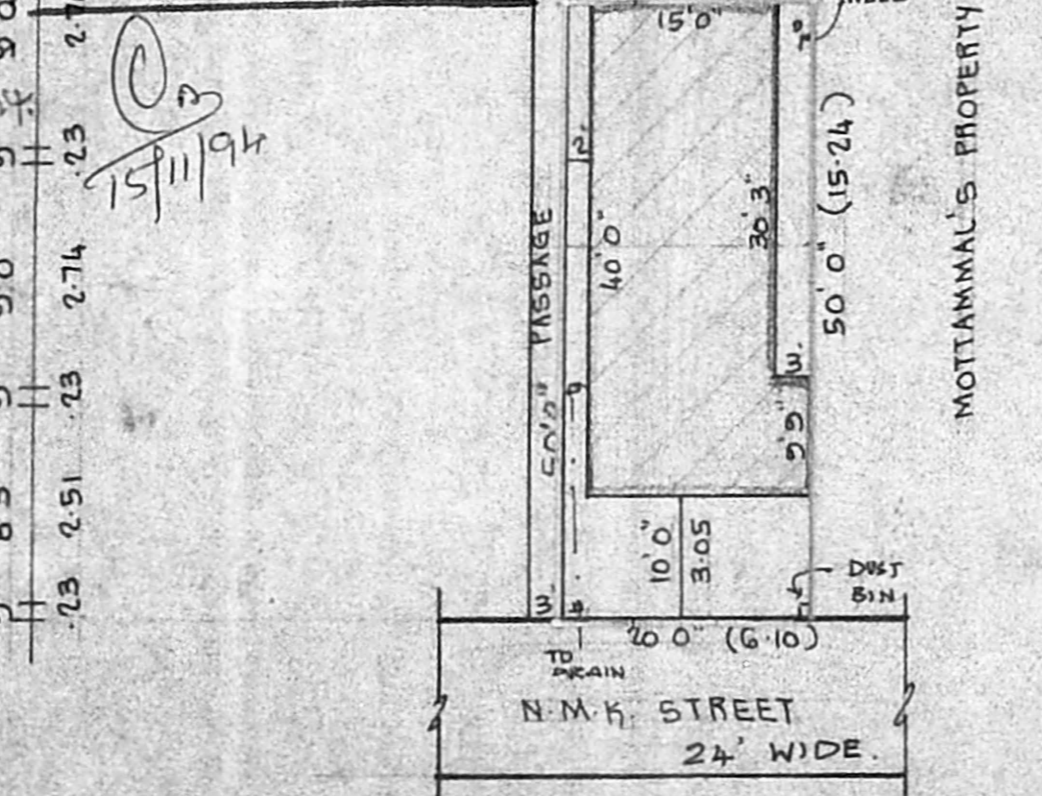 15/11/94
.23
2.74
.23
2.51
.23
PASSAGE
15'0"
40'0"
30'3"
9'9"
3.
50'0" (15.24)
MOTTAMMAL'S PROPERTY
10'0"
3.05
DUST
BIN
3.
20 0" (6.10)
TO
DRAIN
N.M.K. STREET
24' WIDE.